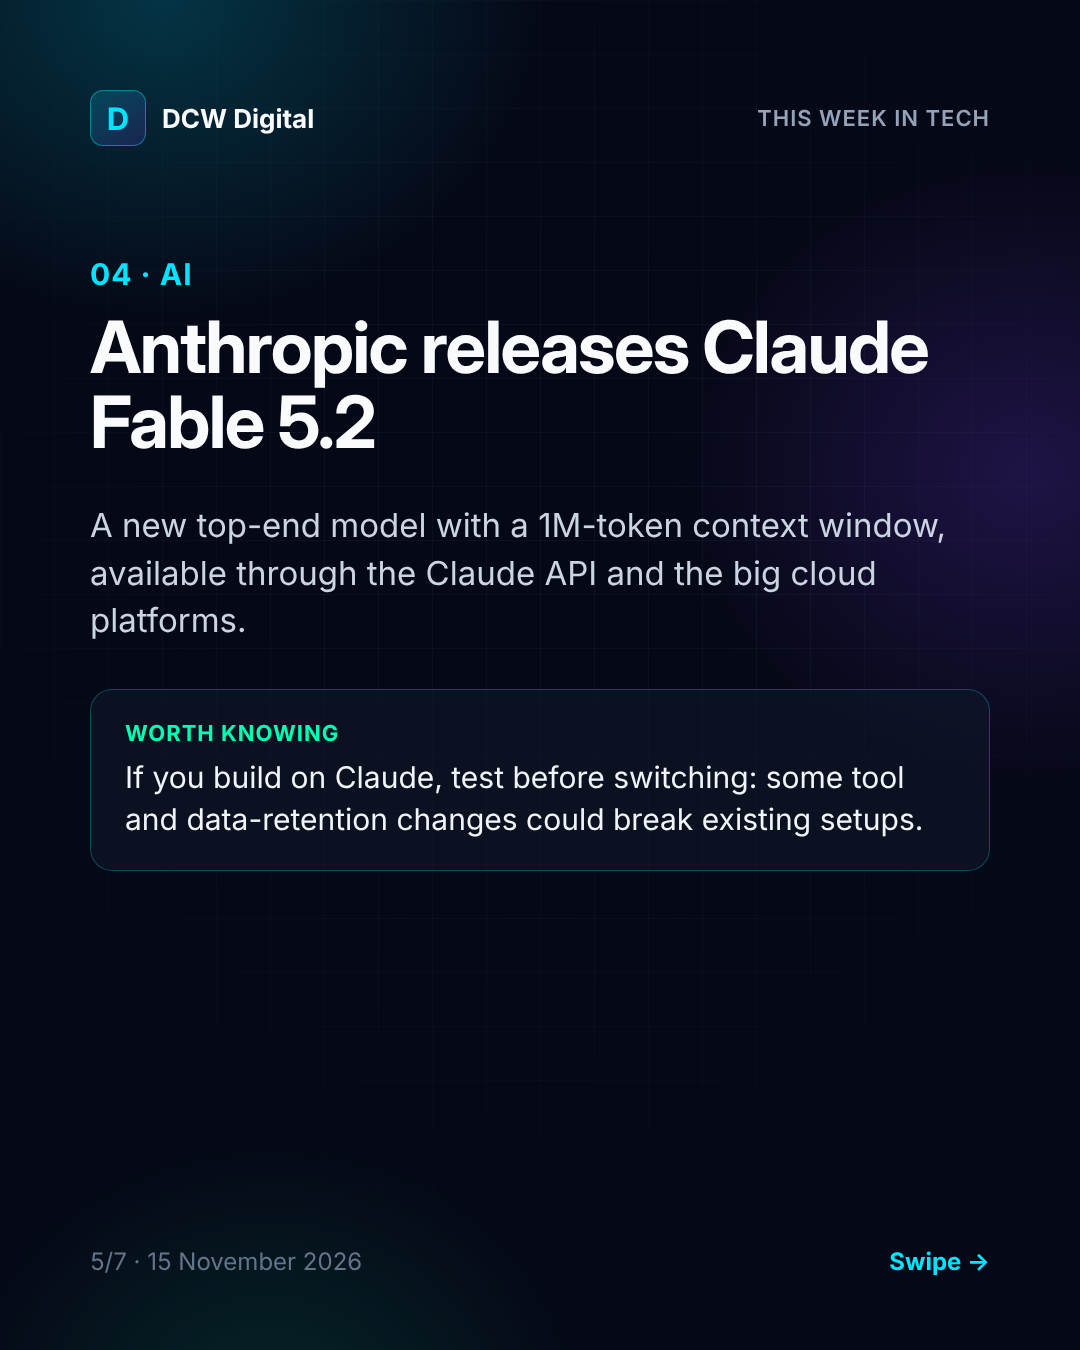 D
DCW Digital
THIS WEEK IN TECH
04 · AI
Anthropic releases Claude
Fable 5.2
A new top-end model with a 1M-token context window,
available through the Claude API and the big cloud
platforms.
WORTH KNOWING
If you build on Claude, test before switching: some tool
and data-retention changes could break existing setups.
5/7 · 15 November 2026
Swipe →